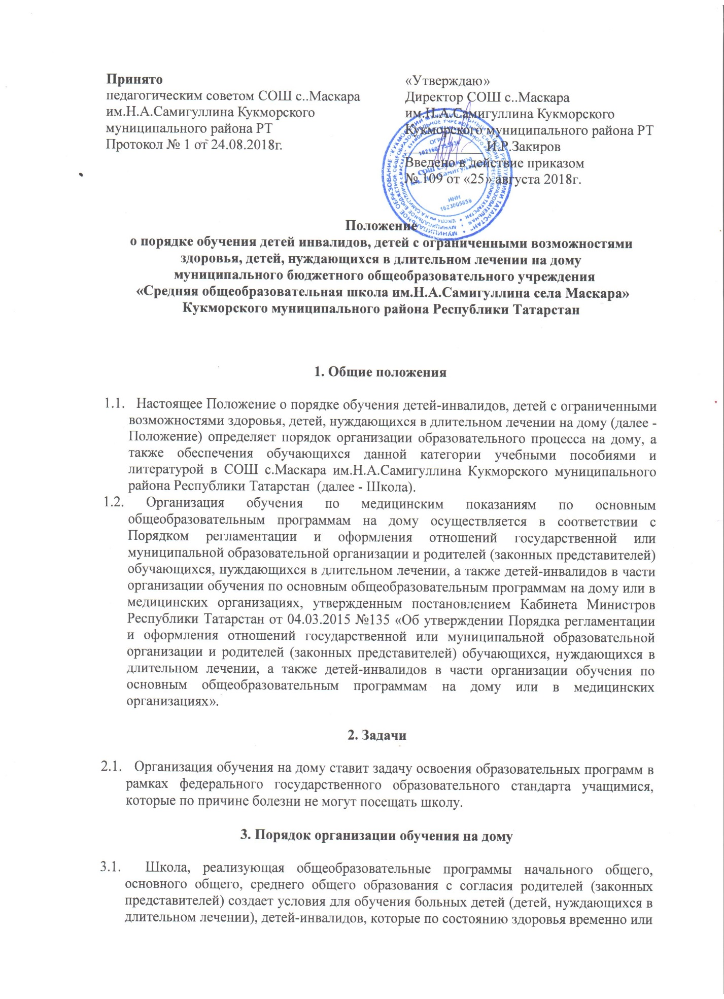 Принято
педагогическим советом СОШ с..Маскара
им.Н.А.Самигуллина Кукморского
муниципального района РТ
Протокол № 1 от 24.08.2018г.
«Утверждаю»
Директор СОШ с..Маскара
им.Н.А.Самигуллина Кукморского
Кукморского муниципального района РТ
___________ И.Р.Закиров
Введено в действие приказом
№ 109 от «25» августа 2018г.
ОГРН
СОШ с.Маскара
им. Н.А.Самигуллина
ИНН
1623005859
Положение
о порядке обучения детей инвалидов, детей с ограниченными возможностями
здоровья, детей, нуждающихся в длительном лечении на дому
муниципального бюджетного общеобразовательного учреждения
«Средняя общеобразовательная школа им.Н.А.Самигуллина села Маскара»
Кукморского муниципального района Республики Татарстан
1. Общие положения
1.1. Настоящее Положение о порядке обучения детей-инвалидов, детей с ограниченными
возможностями здоровья, детей, нуждающихся в длительном лечении на дому (далее -
Положение) определяет порядок организации образовательного процесса на дому, а
также обеспечения обучающихся данной категории учебными пособиями и
литературой в СОШ с.Маскара им.Н.А.Самигуллина Кукморского муниципального
района Республики Татарстан (далее - Школа).
1.2. Организация обучения по медицинским показаниям по основным
общеобразовательным программам на дому осуществляется в соответствии с
Порядком регламентации и оформления отношений государственной или
муниципальной образовательной организации и родителей (законных представителей)
обучающихся, нуждающихся в длительном лечении, а также детей-инвалидов в части
организации обучения по основным общеобразовательным программам на дому или в
медицинских организациях, утвержденным постановлением Кабинета Министров
Республики Татарстан от 04.03.2015 №135 «Об утверждении Порядка регламентации
и оформления отношений государственной или муниципальной образовательной
организации и родителей (законных представителей) обучающихся, нуждающихся в
длительном лечении, а также детей-инвалидов в части организации обучения по
основным общеобразовательным программам на дому или в медицинских
организациях».
2. Задачи
2.1. Организация обучения на дому ставит задачу освоения образовательных программ в
рамках федерального государственного образовательного стандарта учащимися,
которые по причине болезни не могут посещать школу.
3. Порядок организации обучения на дому
3.1. Школа, реализующая общеобразовательные программы начального общего,
основного общего, среднего общего образования с согласия родителей (законных
представителей) создает условия для обучения больных детей (детей, нуждающихся в
длительном лечении), детей-инвалидов, которые по состоянию здоровья временно или